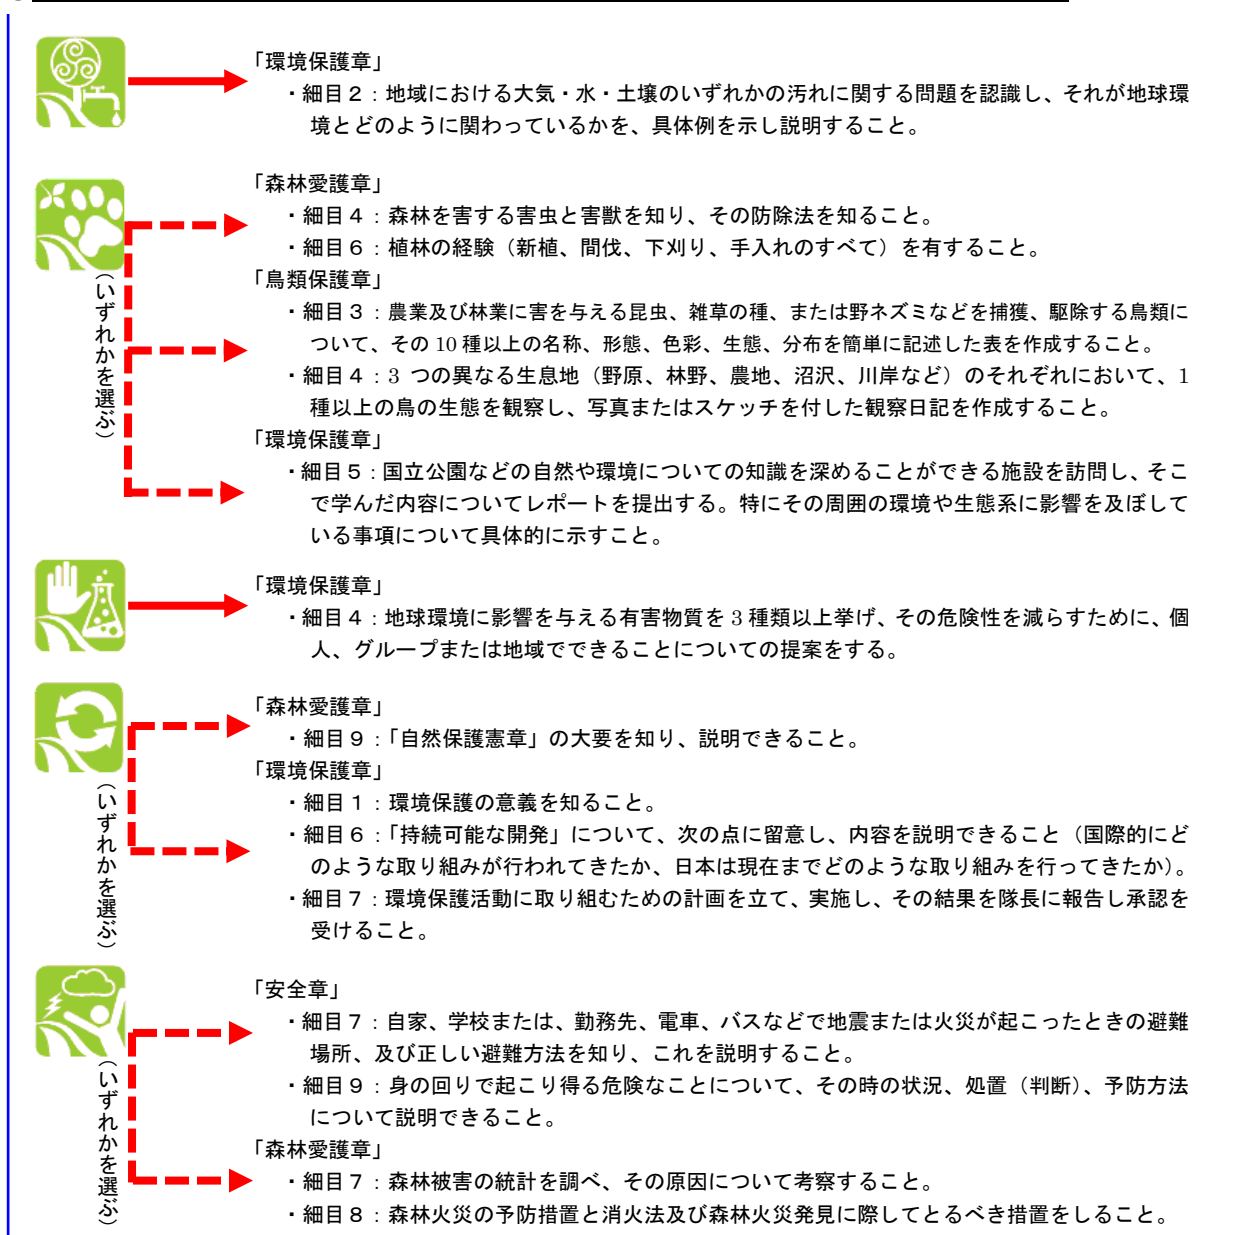 「環境保護章」
・細目２：地域における大気・水・土壌のいずれかの汚れに関する問題を認識し、それが地球環
境とどのように関わっているかを、具体例を示し説明すること。
「森林愛護章」
・細目４：森林を害する害虫と害獣を知り、その防除法を知ること。
・細目６：植林の経験（新植、間伐、下刈り、手入れのすべて）を有すること。
「鳥類保護章」
・細目３：農業及び林業に害を与える昆虫、雑草の種、または野ネズミなどを捕獲、駆除する鳥類に
ついて、その 10 種以上の名称、形態、色彩、生態、分布を簡単に記述した表を作成すること。
・細目４：3 つの異なる生息地（野原、林野、農地、沼沢、川岸など）のそれぞれにおいて、1
種以上の鳥の生態を観察し、写真またはスケッチを付した観察日記を作成すること。
「環境保護章」
・細目５：国立公園などの自然や環境についての知識を深めることができる施設を訪問し、そこ
で学んだ内容についてレポートを提出する。特にその周囲の環境や生態系に影響を及ぼして
いる事項について具体的に示すこと。
（いずれかを選ぶ）
「環境保護章」
・細目４：地球環境に影響を与える有害物質を 3 種類以上挙げ、その危険性を減らすために、個
人、グループまたは地域でできることについての提案をする。
「森林愛護章」
・細目９：「自然保護憲章」の大要を知り、説明できること。
「環境保護章」
・細目１：環境保護の意義を知ること。
・細目６：「持続可能な開発」について、次の点に留意し、内容を説明できること（国際的にど
のような取り組みが行われてきたか、日本は現在までどのような取り組みを行ってきたか）。
・細目７：環境保護活動に取り組むための計画を立て、実施し、その結果を隊長に報告し承認を
受けること。
（いずれかを選ぶ）
「安全章」
・細目７：自家、学校または、勤務先、電車、バスなどで地震または火災が起こったときの避難
場所、及び正しい避難方法を知り、これを説明すること。
・細目９：身の回りで起こり得る危険なことについて、その時の状況、処置（判断）、予防方法
について説明できること。
「森林愛護章」
・細目７：森林被害の統計を調べ、その原因について考察すること。
・細目８：森林火災の予防措置と消火法及び森林火災発見に際してとるべき措置をしること。
（いずれかを選ぶ）